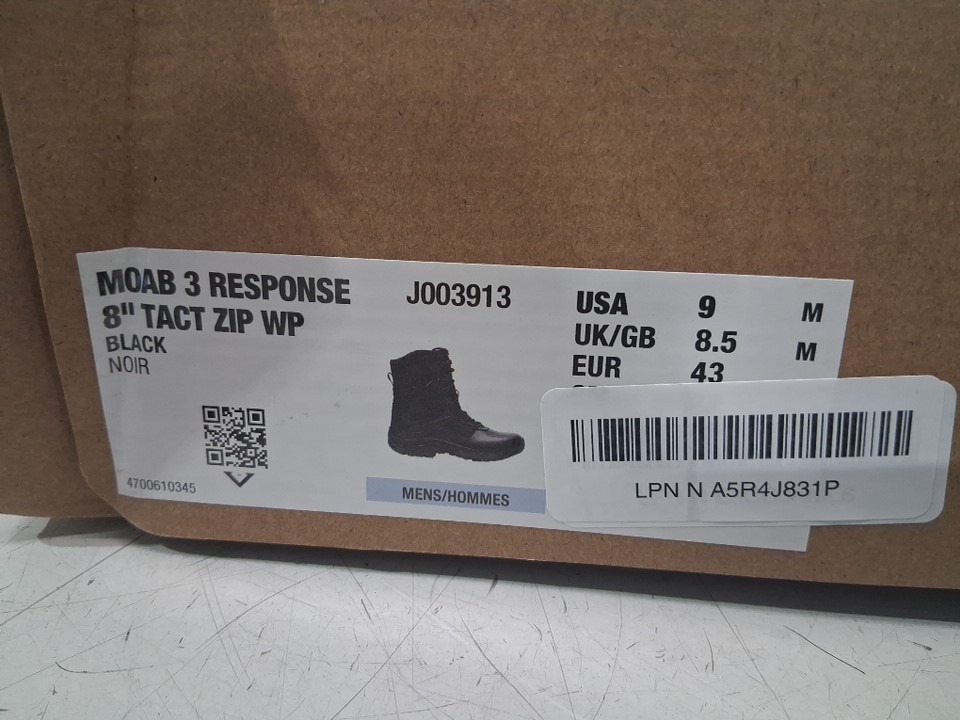 MOAB 3 RESPONSE
8" TACT ZIP WP
BLACK
NOIR
J003913
USA 9 M
UK/GB 8.5 M
EUR 43
4700610345
MENS/HOMMES
LPN N A5R4J831P